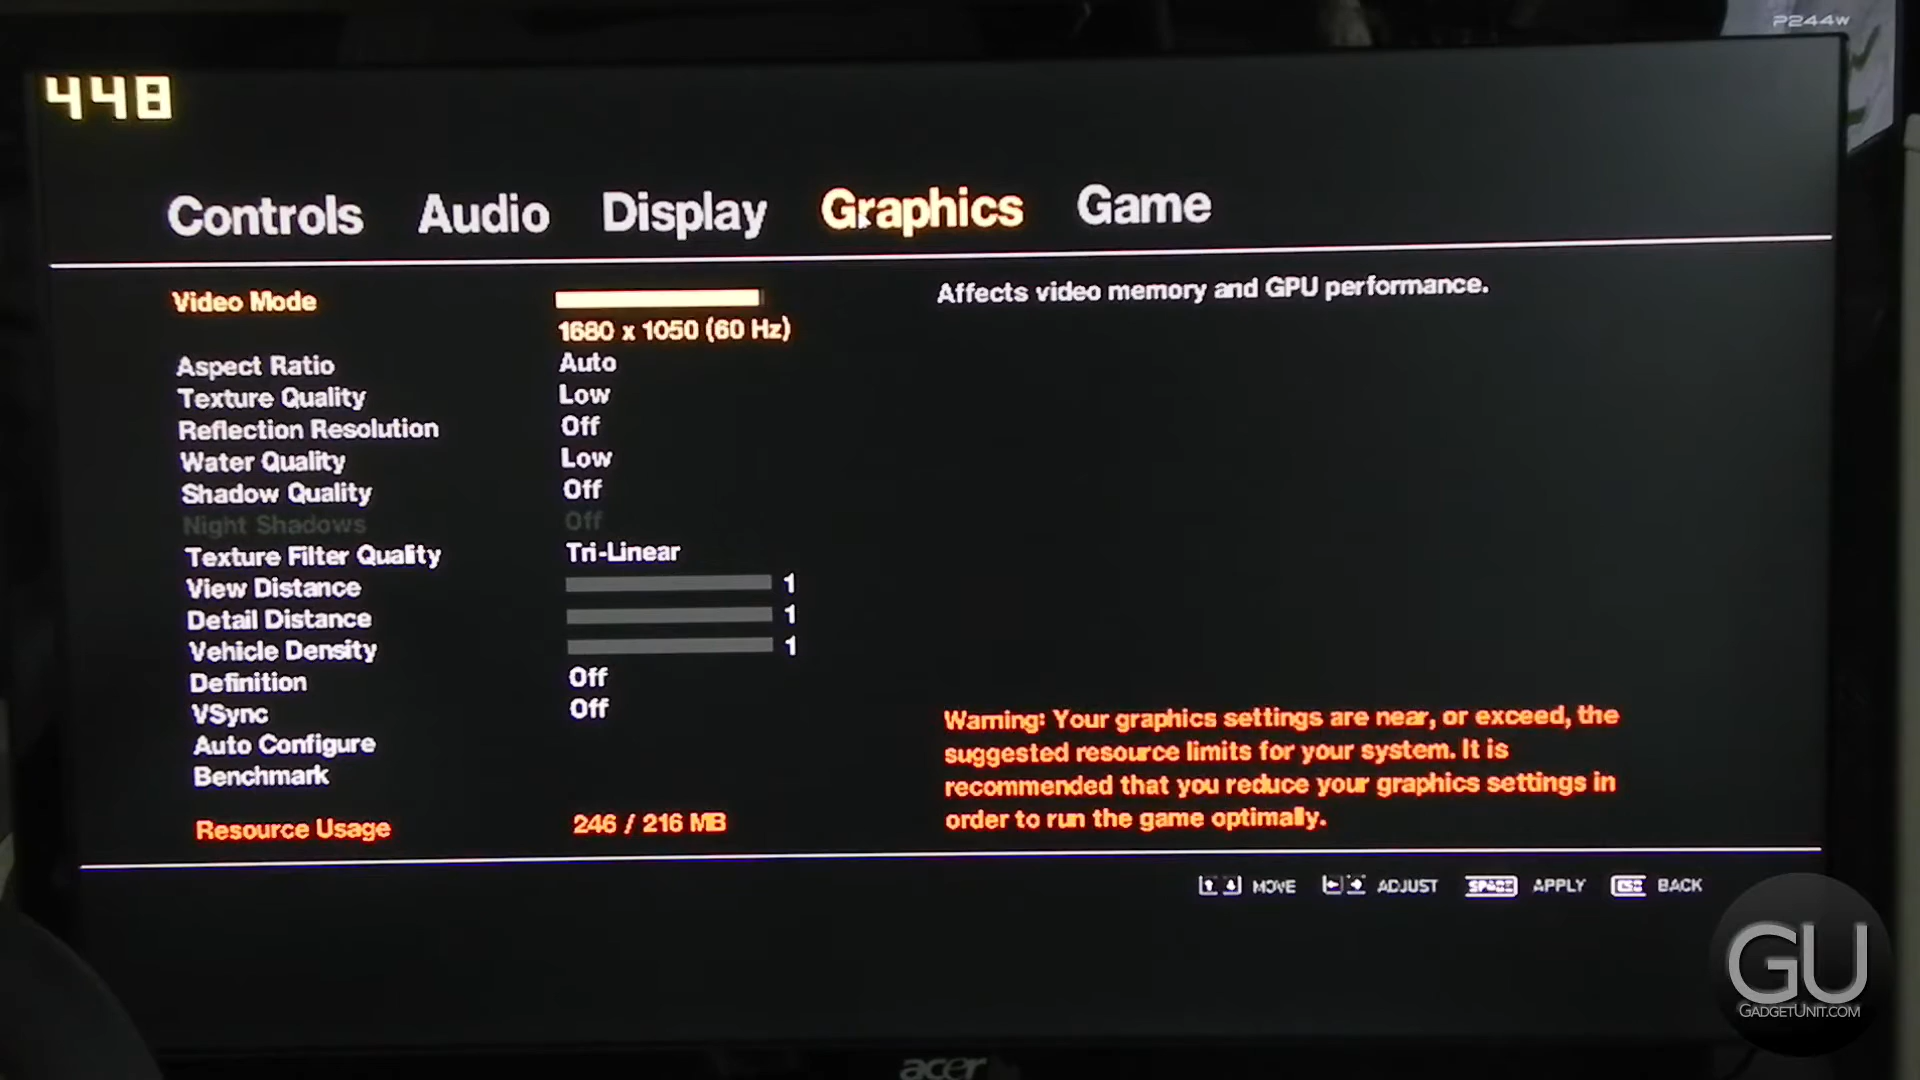 P244w
448
Controls Audio Display Graphics Game
Video Mode
1680 x 1050 (60 Hz)
Affects video memory and GPU performance.
Aspect Ratio Auto
Texture Quality Low
Reflection Resolution Off
Water Quality Low
Shadow Quality Off
Night Shadows Off
Texture Filter Quality Tri-Linear
View Distance 1
Detail Distance 1
Vehicle Density 1
Definition Off
VSync Off
Auto Configure
Benchmark
Resource Usage 246 / 216 MB
Warning: Your graphics settings are near, or exceed, the
suggested resource limits for your system. It is
recommended that you reduce your graphics settings in
order to run the game optimally.
MOVE ADJUST SPACE APPLY ESC BACK
GU
GADGETUNIT.COM
acer